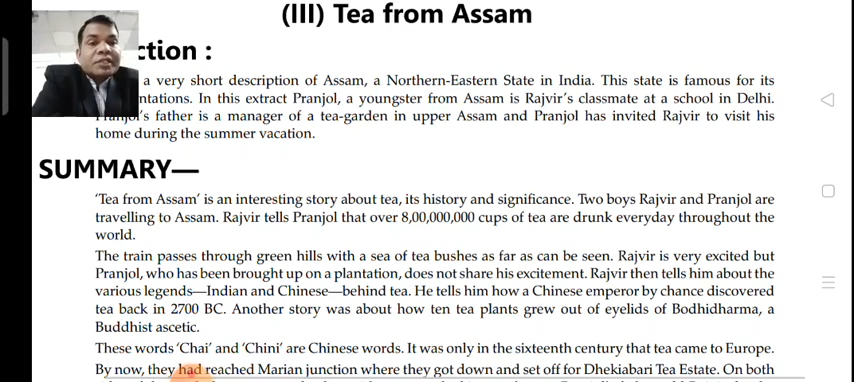 (III) Tea from Assam
ction :
a very short description of Assam, a Northern-Eastern State in India. This state is famous for its
ntations. In this extract Pranjol, a youngster from Assam is Rajvir's classmate at a school in Delhi.
Pranjol's father is a manager of a tea-garden in upper Assam and Pranjol has invited Rajvir to visit his
home during the summer vacation.
SUMMARY—
'Tea from Assam' is an interesting story about tea, its history and significance. Two boys Rajvir and Pranjol are
travelling to Assam. Rajvir tells Pranjol that over 8,00,000,000 cups of tea are drunk everyday throughout the
world.
The train passes through green hills with a sea of tea bushes as far as can be seen. Rajvir is very excited but
Pranjol, who has been brought up on a plantation, does not share his excitement. Rajvir then tells him about the
various legends—Indian and Chinese—behind tea. He tells him how a Chinese emperor by chance discovered
tea back in 2700 BC. Another story was about how ten tea plants grew out of eyelids of Bodhidharma, a
Buddhist ascetic.
These words 'Chai' and 'Chini' are Chinese words. It was only in the sixteenth century that tea came to Europe.
By now, they had reached Marian junction where they got down and set off for Dhekiabari Tea Estate. On both